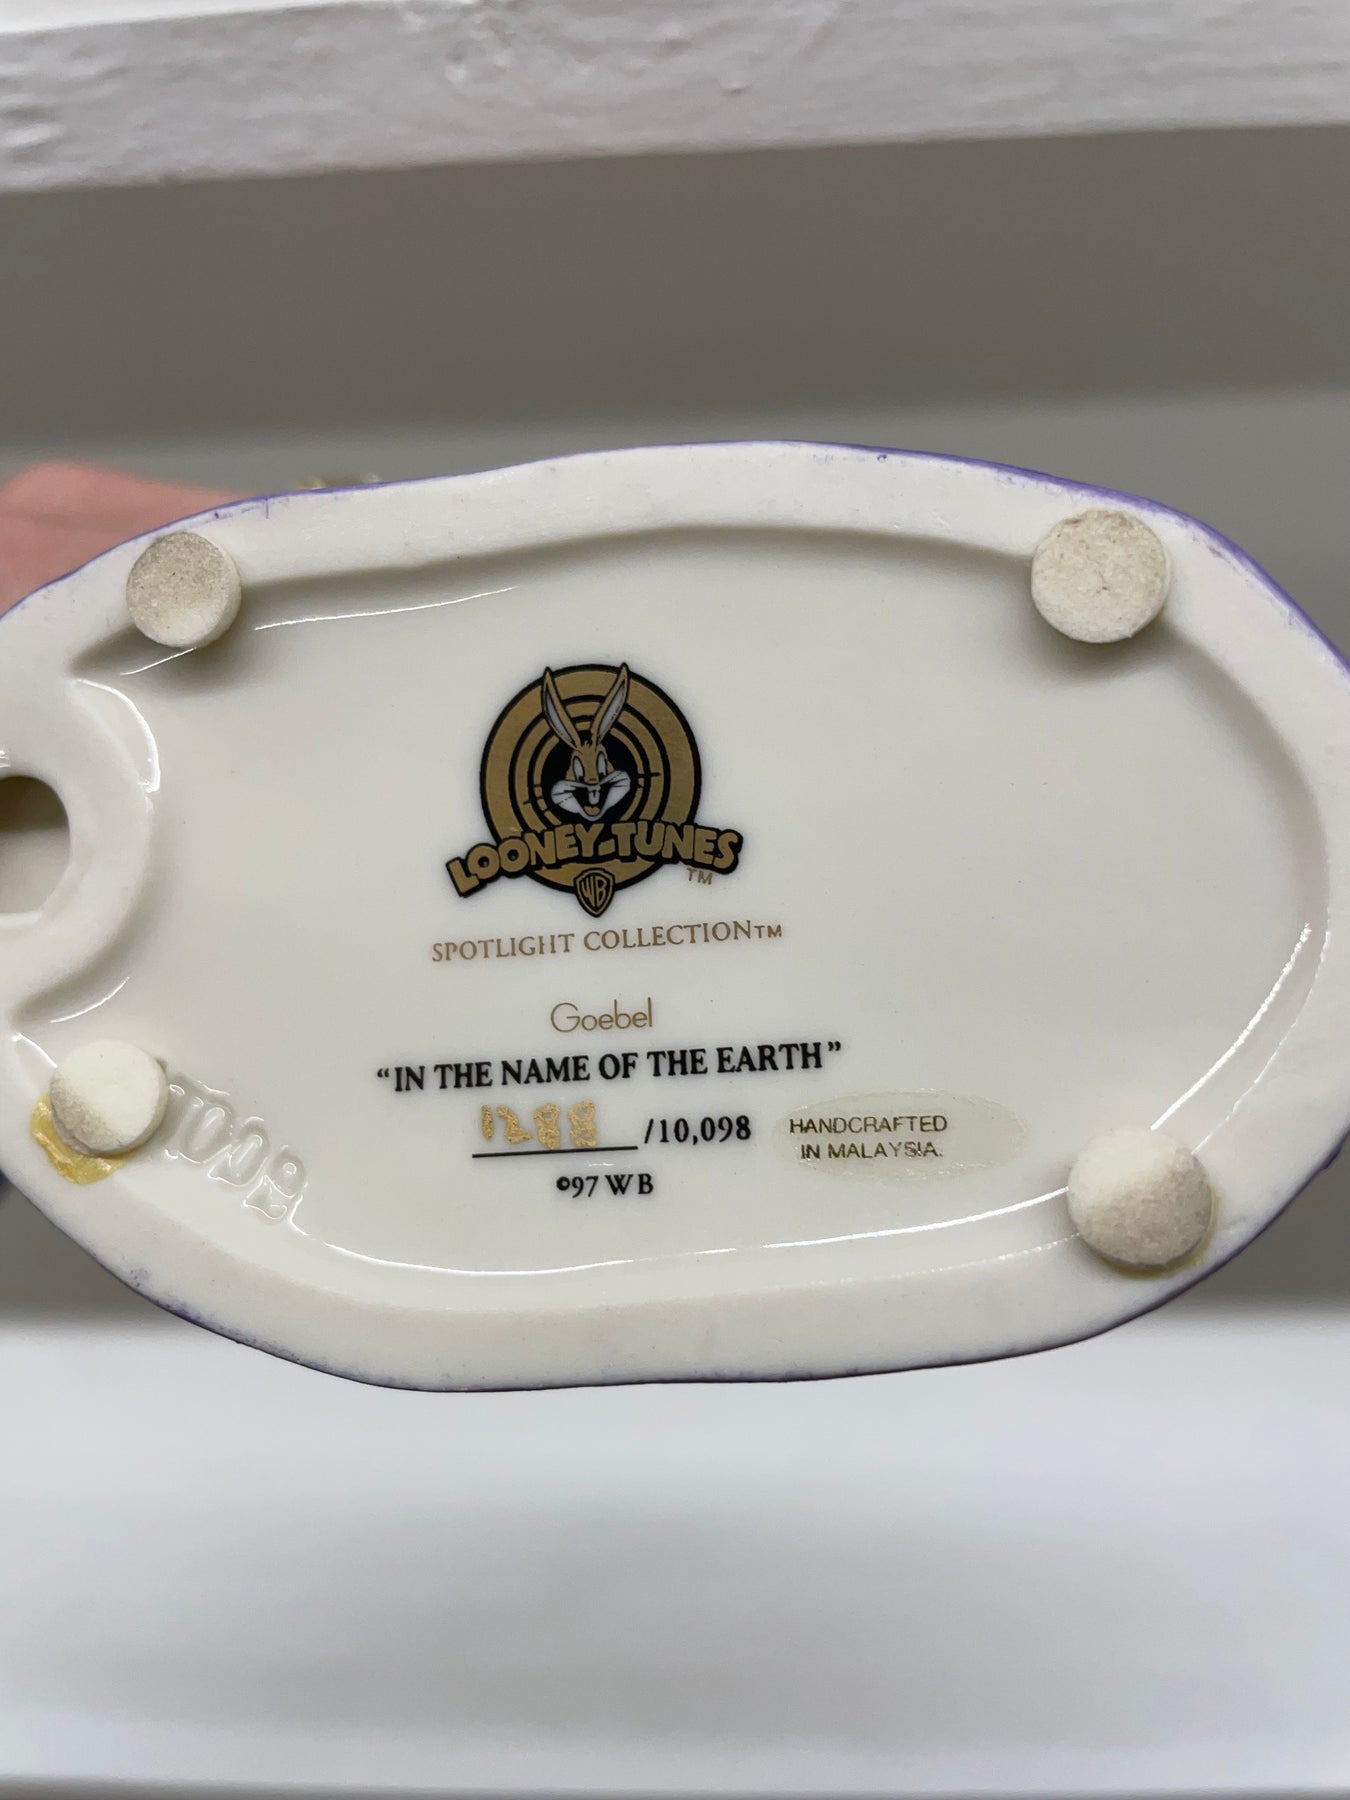 LOONEY TUNES
TM
WB
SPOTLIGHT COLLECTION™
Goebel
“IN THE NAME OF THE EARTH”
1288 /10,098
HANDCRAFTED
IN MALAYSIA.
©97 WB